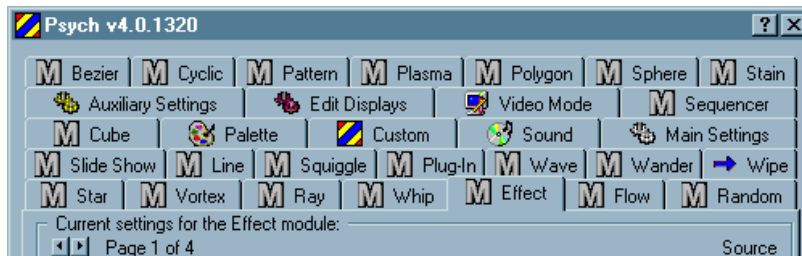 Psych v4.0.1320
Bezier Cyclic Pattern Plasma Polygon Sphere Stain
Auxiliary Settings Edit Displays Video Mode Sequencer
Cube Palette Custom Sound Main Settings
Slide Show Line Squiggle Plug-In Wave Wander Wipe
Star Vortex Ray Whip Effect Flow Random
Current settings for the Effect module:
Page 1 of 4 Source